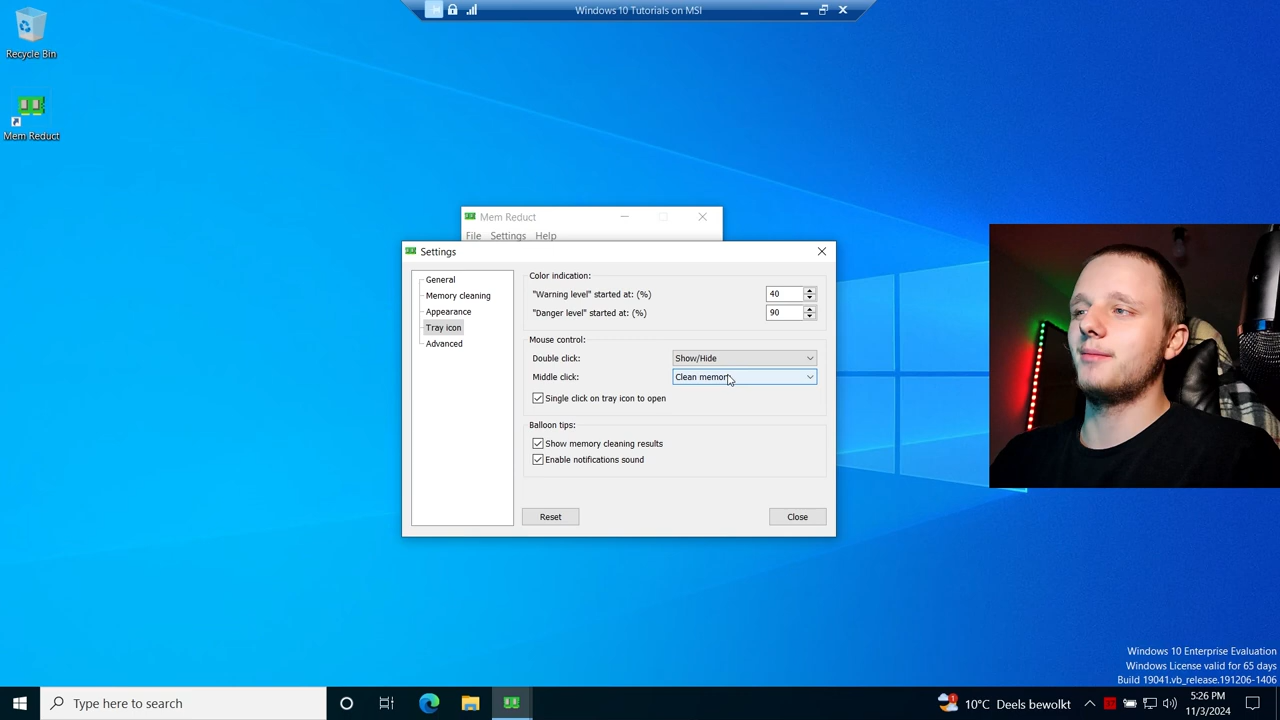 Windows 10 Tutorials on MSI
Recycle Bin
Mem Reduct
Mem Reduct
File Settings Help
Settings
General
Memory cleaning
Appearance
Tray icon
Advanced
Color indication:
"Warning level" started at: (%) 40
"Danger level" started at: (%) 90
Mouse control:
Double click: Show/Hide
Middle click: Clean memory
Single click on tray icon to open
Balloon tips:
Show memory cleaning results
Enable notifications sound
Reset
Close
Windows 10 Enterprise Evaluation
Windows License valid for 65 days
Build 19041.vb_release.191206-1406
Type here to search
1
10°C Deels bewolkt
5:26 PM
11/3/2024